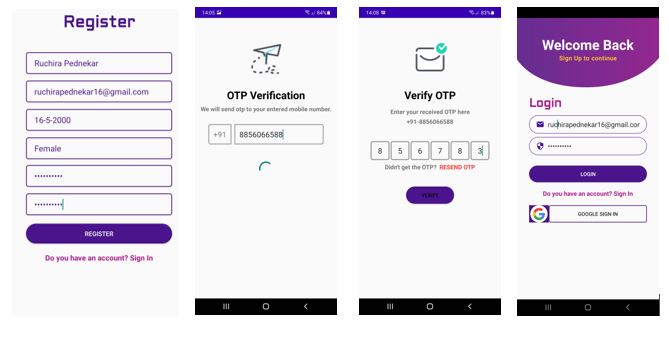 Register
Ruchira Pednekar
ruchirapednekar16@gmail.com
16-5-2000
Female
••••••••••
••••••••••
REGISTER
Do you have an account? Sign In
14:05
84%
OTP Verification
We will send otp to your entered mobile number.
+91
8856066588
14:08
83%
Verify OTP
Enter your received OTP here
+91-8856066588
8 5 6 7 8 3
Didn't get the OTP? RESEND OTP
VERIFY
Welcome Back
Sign Up to continue
Login
ruchirapednekar16@gmail.cor
••••••••••
LOGIN
Do you have an account? Sign In
G
GOOGLE SIGN IN